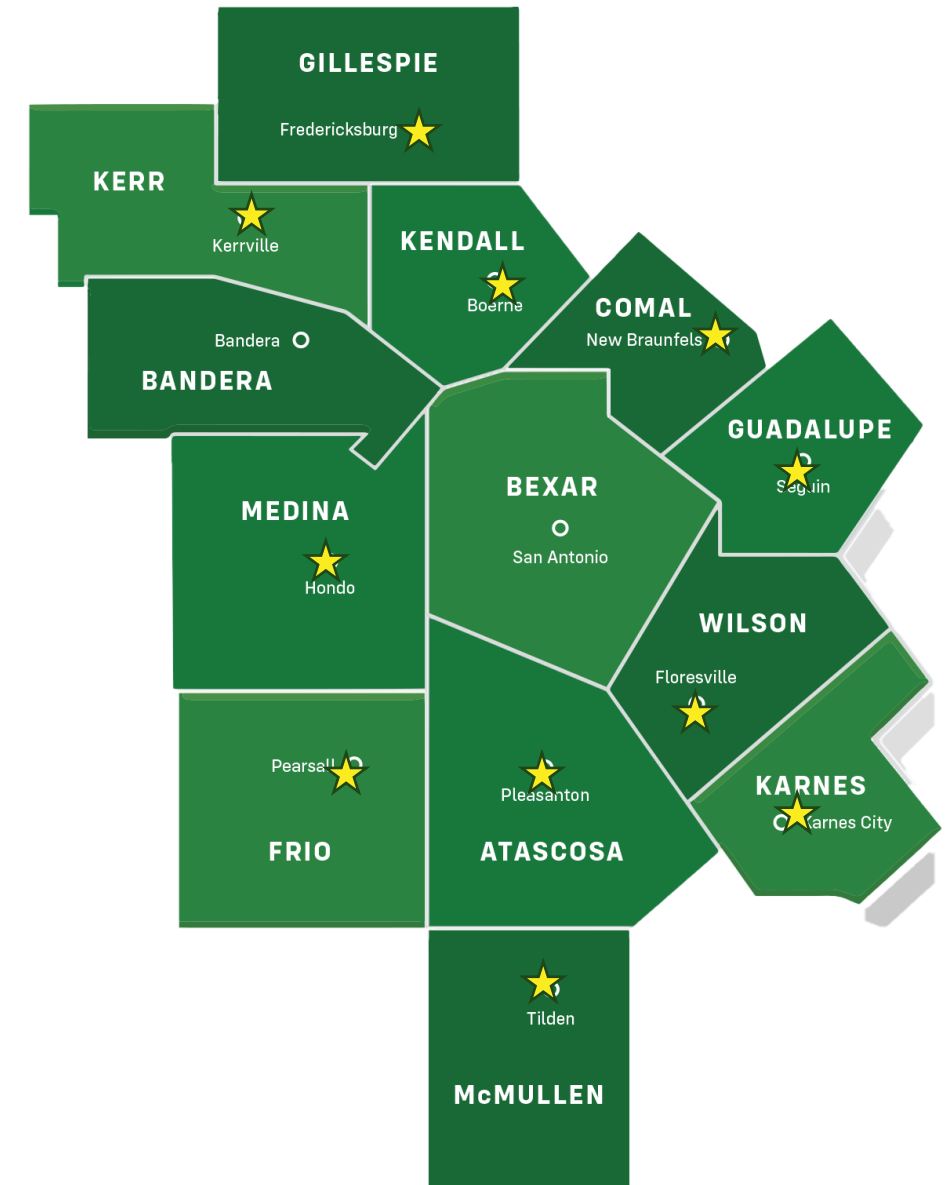 GILLESPIE
Fredericksburg
KERR
Kerrville
KENDALL
Boerne
COMAL
New Braunfels
Bandera
BANDERA
GUADALUPE
Seguin
BEXAR
San Antonio
MEDINA
Hondo
WILSON
Floresville
Pearsall
FRIO
Pleasanton
ATASCOSA
KARNES
Karnes City
Tilden
McMULLEN